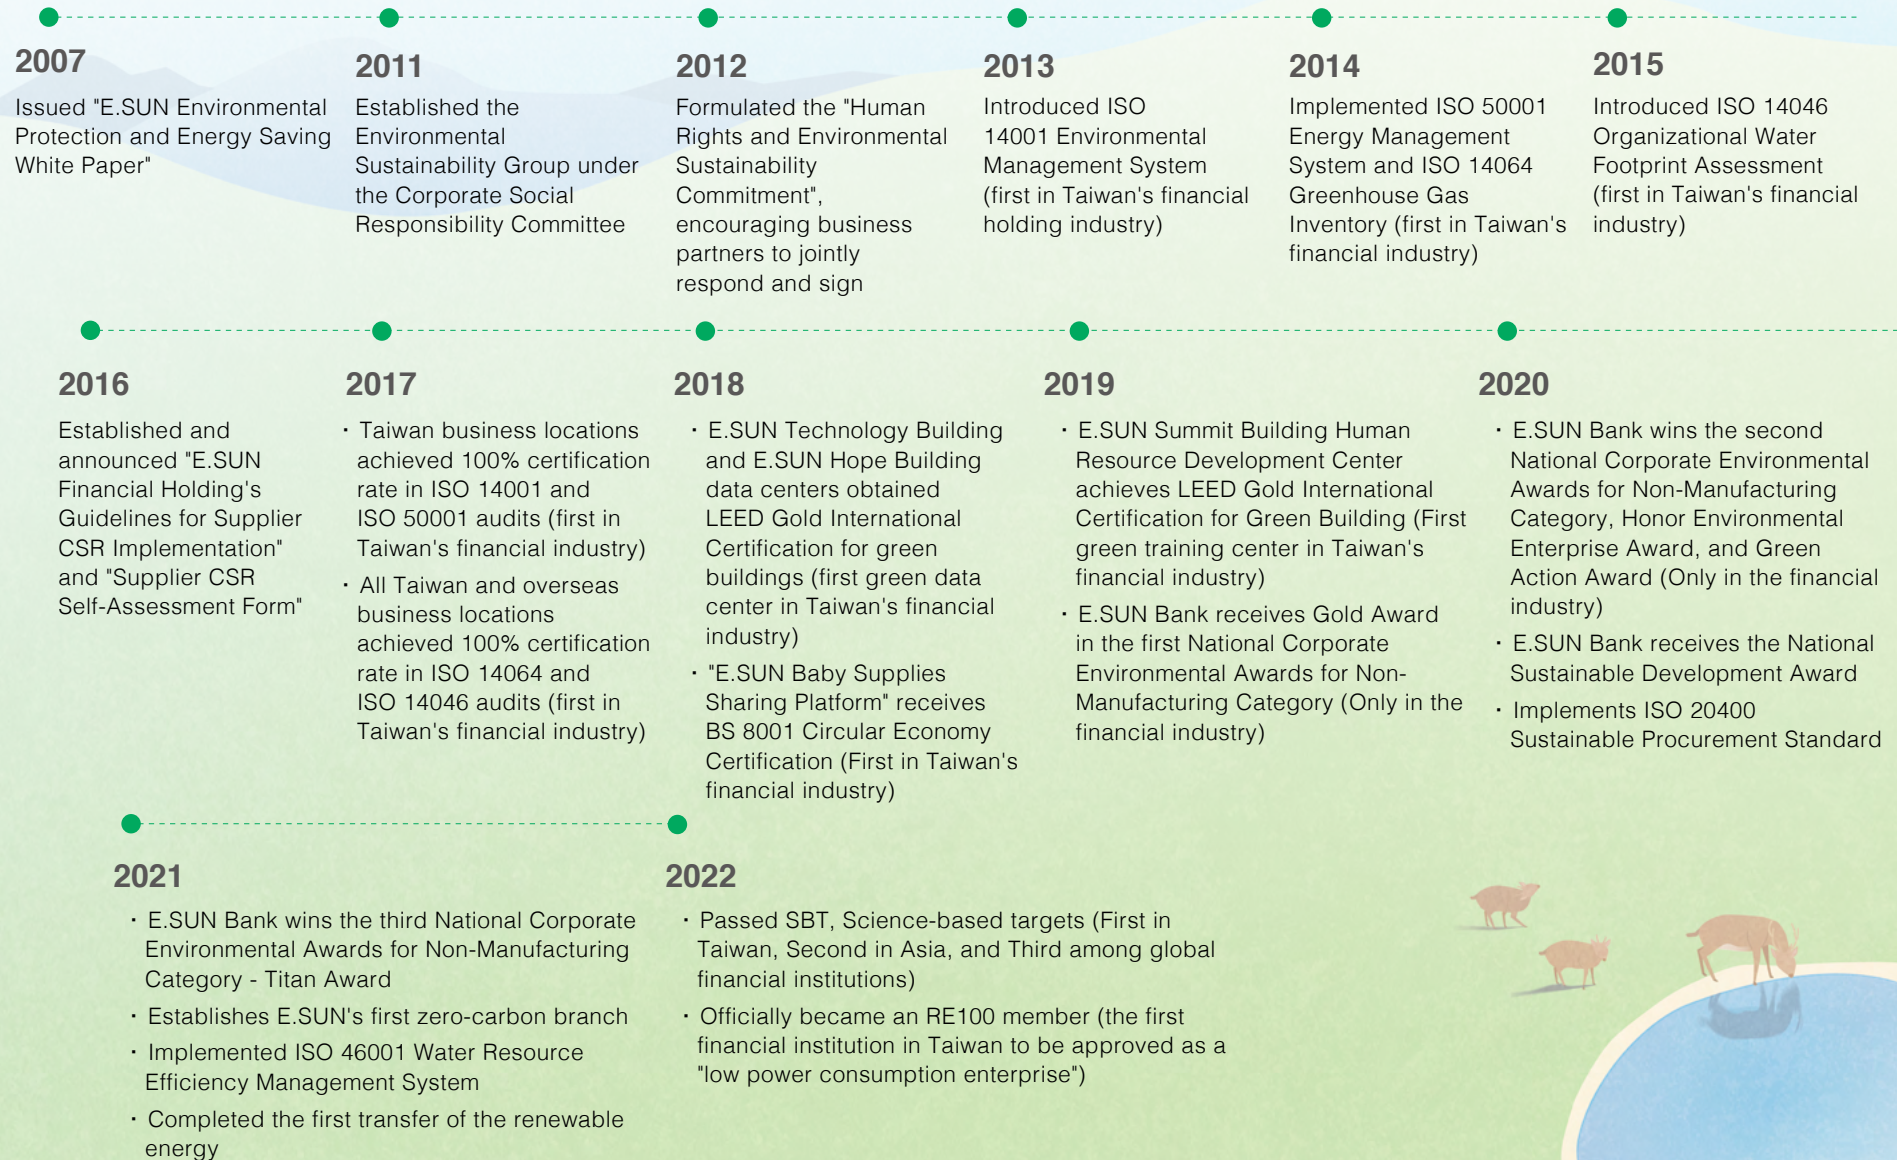 2007
Issued "E.SUN Environmental
Protection and Energy Saving
White Paper"
2011
Established the
Environmental
Sustainability Group under
the Corporate Social
Responsibility Committee
2012
Formulated the "Human
Rights and Environmental
Sustainability
Commitment",
encouraging business
partners to jointly
respond and sign
2013
Introduced ISO
14001 Environmental
Management System
(first in Taiwan's financial
holding industry)
2014
Implemented ISO 50001
Energy Management
System and ISO 14064
Greenhouse Gas
Inventory (first in Taiwan's
financial industry)
2015
Introduced ISO 14046
Organizational Water
Footprint Assessment
(first in Taiwan's financial
industry)
2016
Established and
announced "E.SUN
Financial Holding's
Guidelines for Supplier
CSR Implementation"
and "Supplier CSR
Self-Assessment Form"
2017
· Taiwan business locations
achieved 100% certification
rate in ISO 14001 and
ISO 50001 audits (first in
Taiwan's financial industry)
· All Taiwan and overseas
business locations
achieved 100% certification
rate in ISO 14064 and
ISO 14046 audits (first in
Taiwan's financial industry)
2018
· E.SUN Technology Building
and E.SUN Hope Building
data centers obtained
LEED Gold International
Certification for green
buildings (first green data
center in Taiwan's financial
industry)
· "E.SUN Baby Supplies
Sharing Platform" receives
BS 8001 Circular Economy
Certification (First in Taiwan's
financial industry)
2019
· E.SUN Summit Building Human
Resource Development Center
achieves LEED Gold International
Certification for Green Building (First
green training center in Taiwan's
financial industry)
· E.SUN Bank receives Gold Award
in the first National Corporate
Environmental Awards for Non-
Manufacturing Category (Only in the
financial industry)
2020
· E.SUN Bank wins the second
National Corporate Environmental
Awards for Non-Manufacturing
Category, Honor Environmental
Enterprise Award, and Green
Action Award (Only in the financial
industry)
· E.SUN Bank receives the National
Sustainable Development Award
· Implements ISO 20400
Sustainable Procurement Standard
2021
· E.SUN Bank wins the third National Corporate
Environmental Awards for Non-Manufacturing
Category - Titan Award
· Establishes E.SUN's first zero-carbon branch
· Implemented ISO 46001 Water Resource
Efficiency Management System
· Completed the first transfer of the renewable
energy
2022
· Passed SBT, Science-based targets (First in
Taiwan, Second in Asia, and Third among global
financial institutions)
· Officially became an RE100 member (the first
financial institution in Taiwan to be approved as a
"low power consumption enterprise")